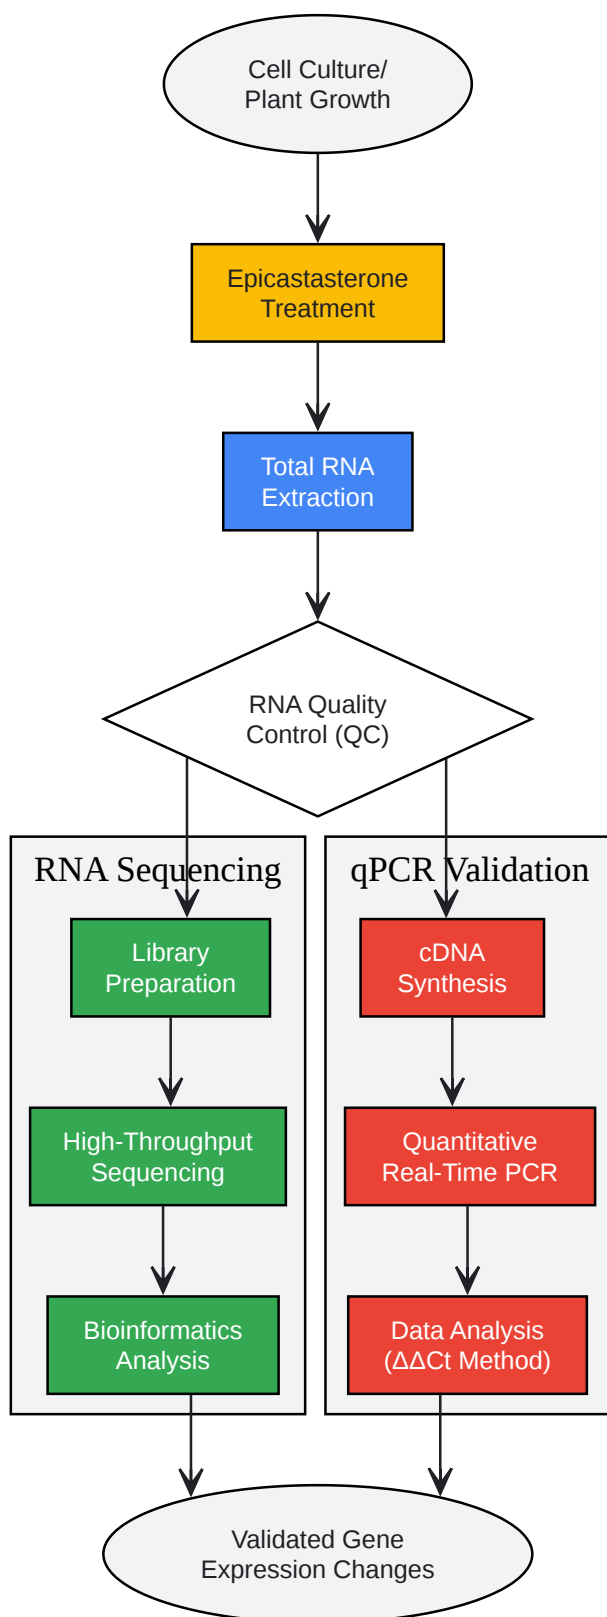 Cell Culture/
Plant Growth
Epicastasterone
Treatment
Total RNA
Extraction
RNA Quality
Control (QC)
RNA Sequencing
Library
Preparation
High-Throughput
Sequencing
Bioinformatics
Analysis
qPCR Validation
cDNA
Synthesis
Quantitative
Real-Time PCR
Data Analysis
(ΔΔCt Method)
Validated Gene
Expression Changes